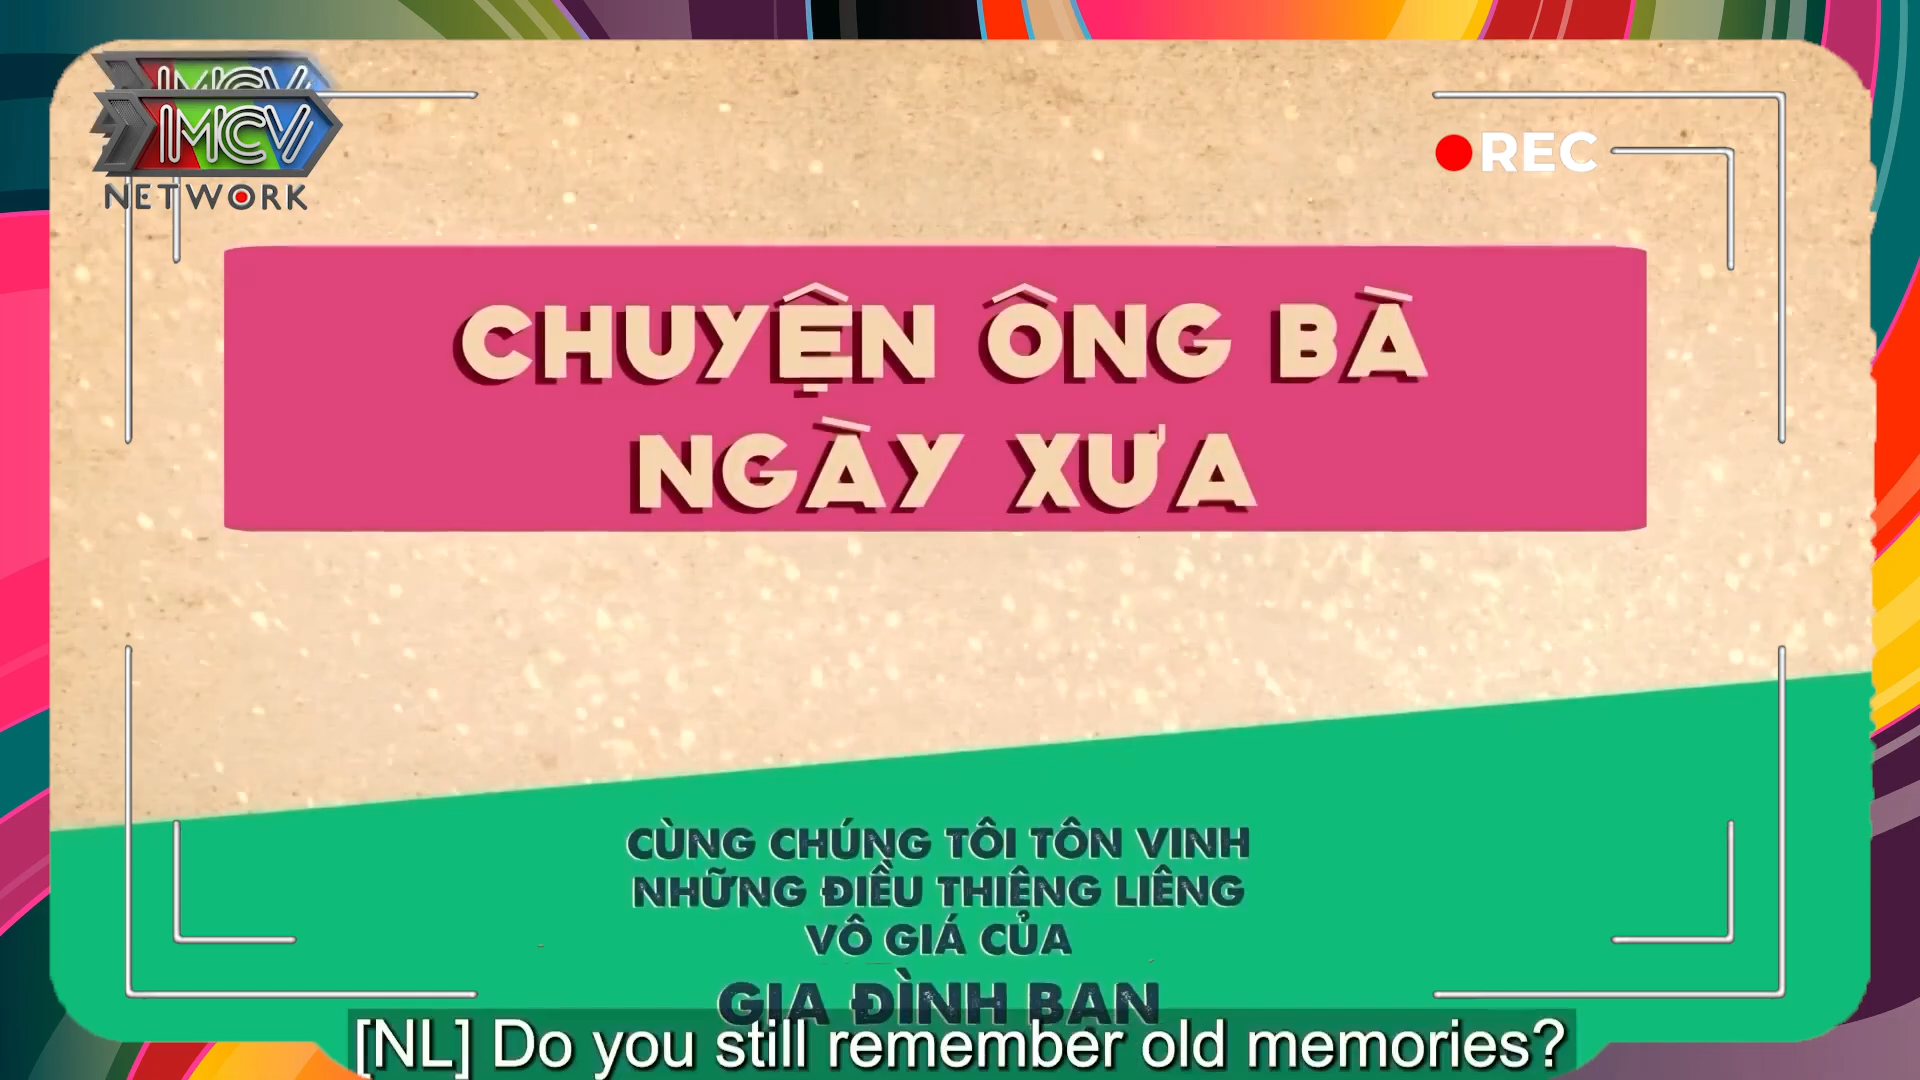 MCV
MCV
NETWORK
REC
CHUYỆN ÔNG BÀ
NGÀY XƯA
CÙNG CHÚNG TÔI TÔN VINH
NHỮNG ĐIỀU THIÊNG LIÊNG
VÔ GIÁ CỦA
GIA ĐÌNH BẠN
[NL] Do you still remember old memories?